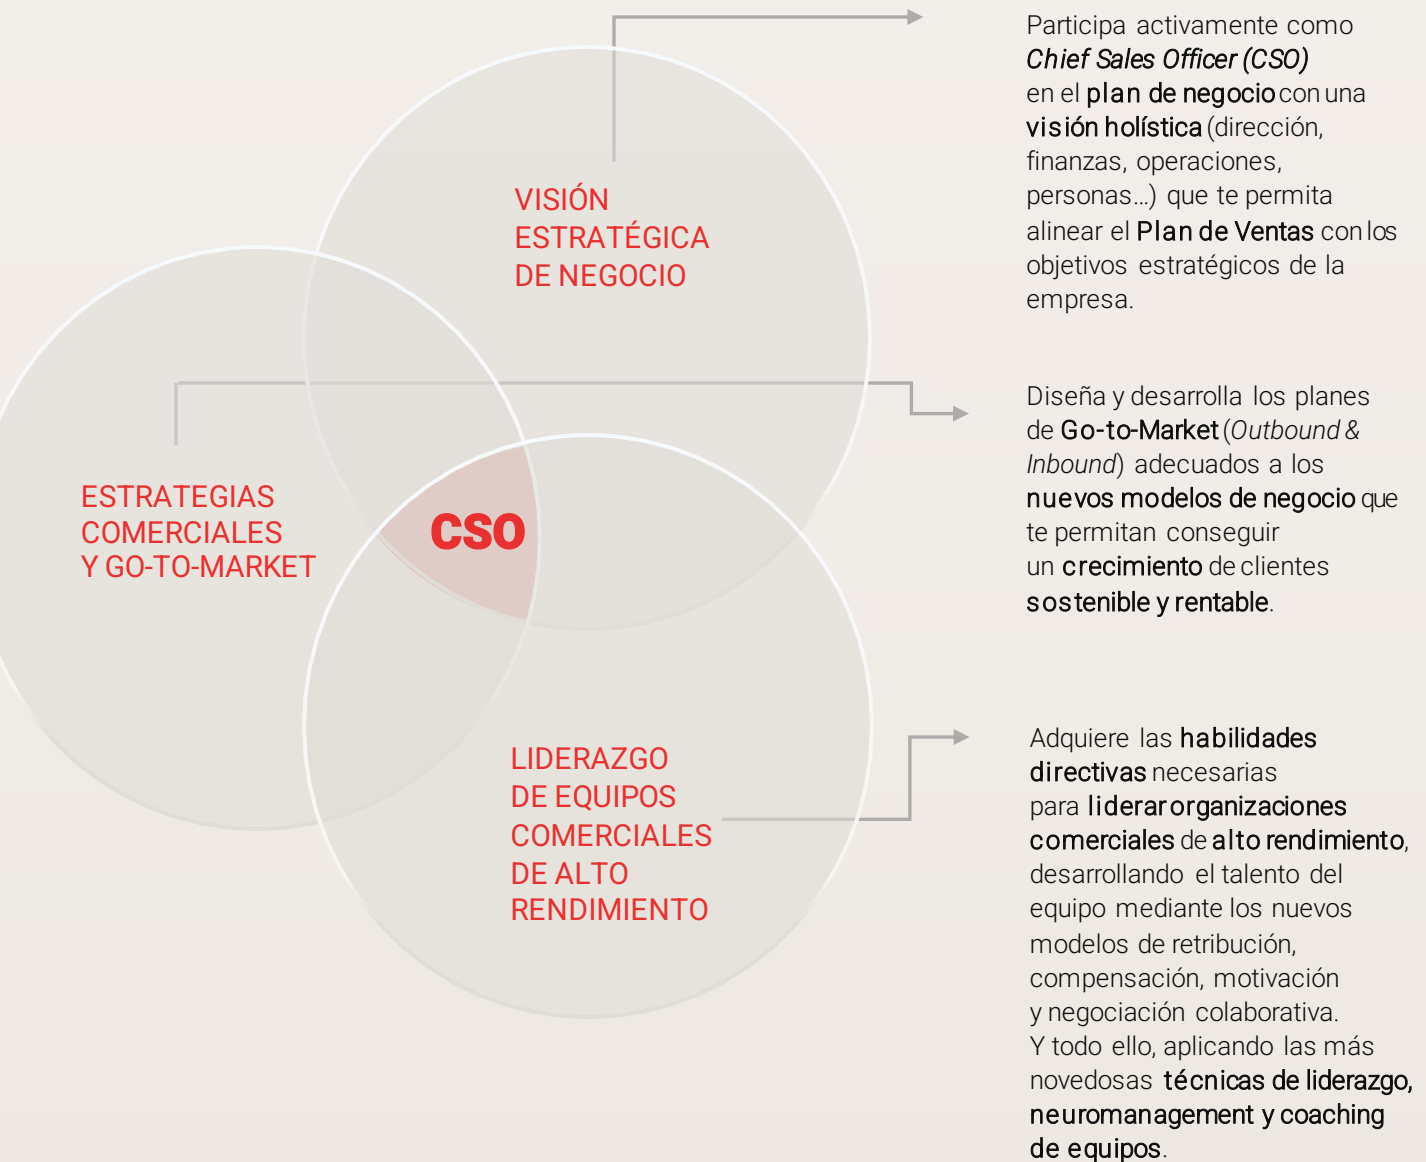 VISIÓN
ESTRATÉGICA
DE NEGOCIO
ESTRATEGIAS
COMERCIALES
Y GO-TO-MARKET
CSO
LIDERAZGO
DE EQUIPOS
COMERCIALES
DE ALTO
RENDIMIENTO
Participa activamente como
Chief Sales Officer (CSO)
en el plan de negocio con una
visión holística (dirección,
finanzas, operaciones,
personas...) que te permita
alinear el Plan de Ventas con los
objetivos estratégicos de la
empresa.
Diseña y desarrolla los planes
de Go-to-Market (Outbound &
Inbound) adecuados a los
nuevos modelos de negocio que
te permitan conseguir
un crecimiento de clientes
sostenible y rentable.
Adquiere las habilidades
directivas necesarias
para liderar organizaciones
comerciales de alto rendimiento,
desarrollando el talento del
equipo mediante los nuevos
modelos de retribución,
compensación, motivación
y negociación colaborativa.
Y todo ello, aplicando las más
novedosas técnicas de liderazgo,
neuromanagement y coaching
de equipos.